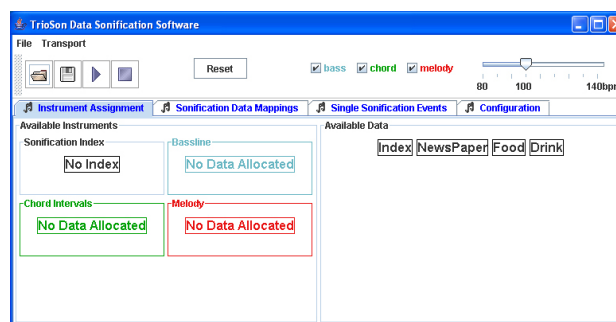 TrioSon Data Sonification Software
File Transport
Reset bass chord melody
80 100 140bpm
Instrument Assignment Sonification Data Mappings Single Sonification Events Configuration
Available Instruments Available Data
Sonification Index Bassline
Index NewsPaper Food Drink
No Index No Data Allocated
Chord Intervals Melody
No Data Allocated No Data Allocated